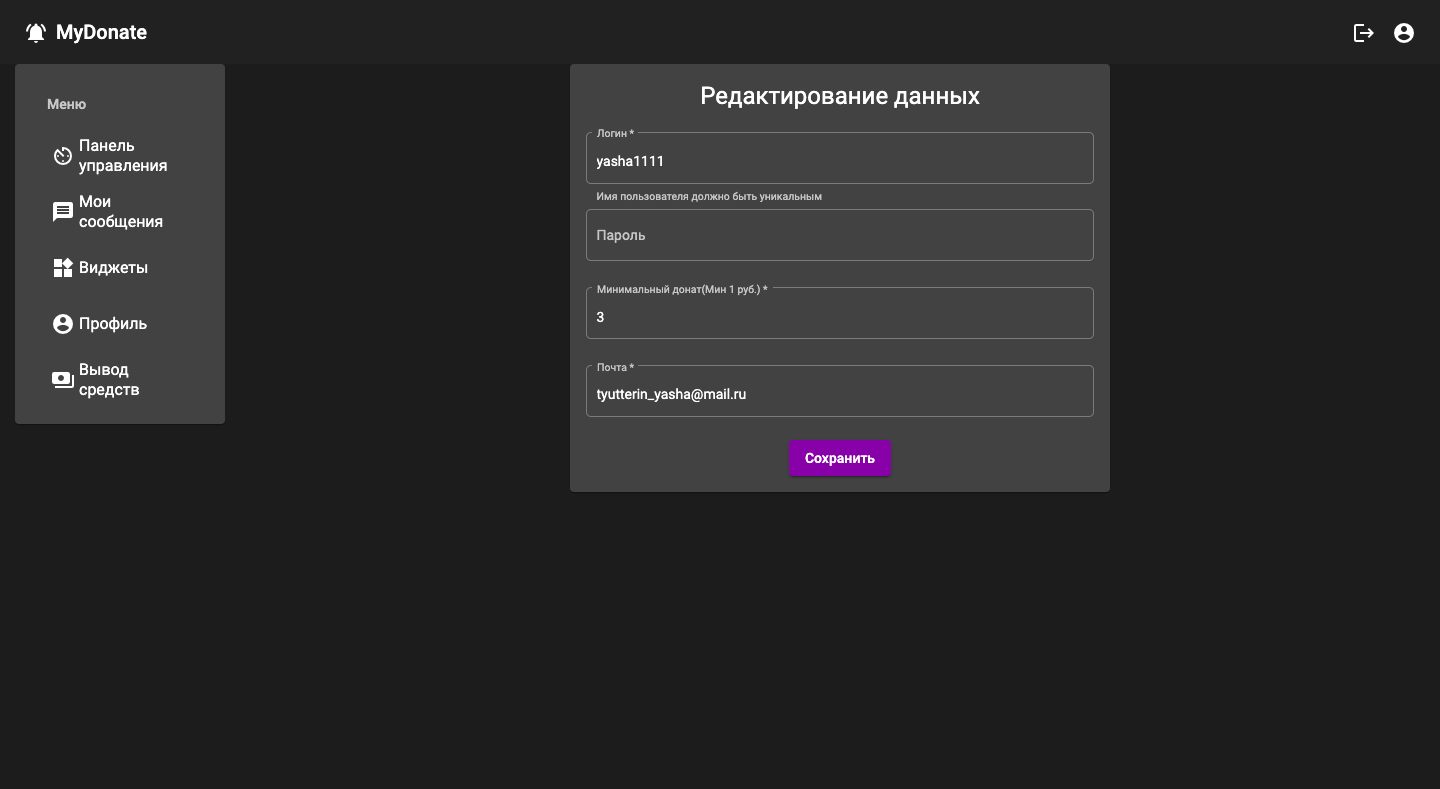 MyDonate
Меню
Панель
управления
Мои
сообщения
Виджеты
Профиль
Вывод
средств
Редактирование данных
Логин *
yasha1111
Имя пользователя должно быть уникальным
Пароль
Минимальный донат(Мин 1 руб.) *
3
Почта *
tyutterin_yasha@mail.ru
Сохранить